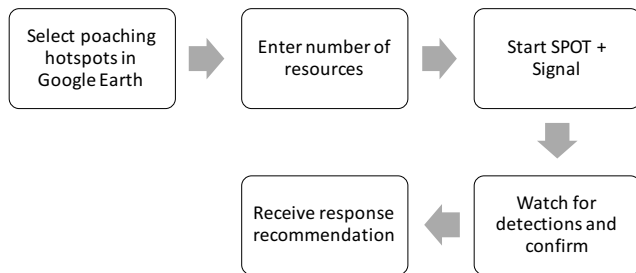 Select poaching
hotspots in
Google Earth
Enter number of
resources
Start SPOT +
Signal
Watch for
detections and
confirm
Receive response
recommendation